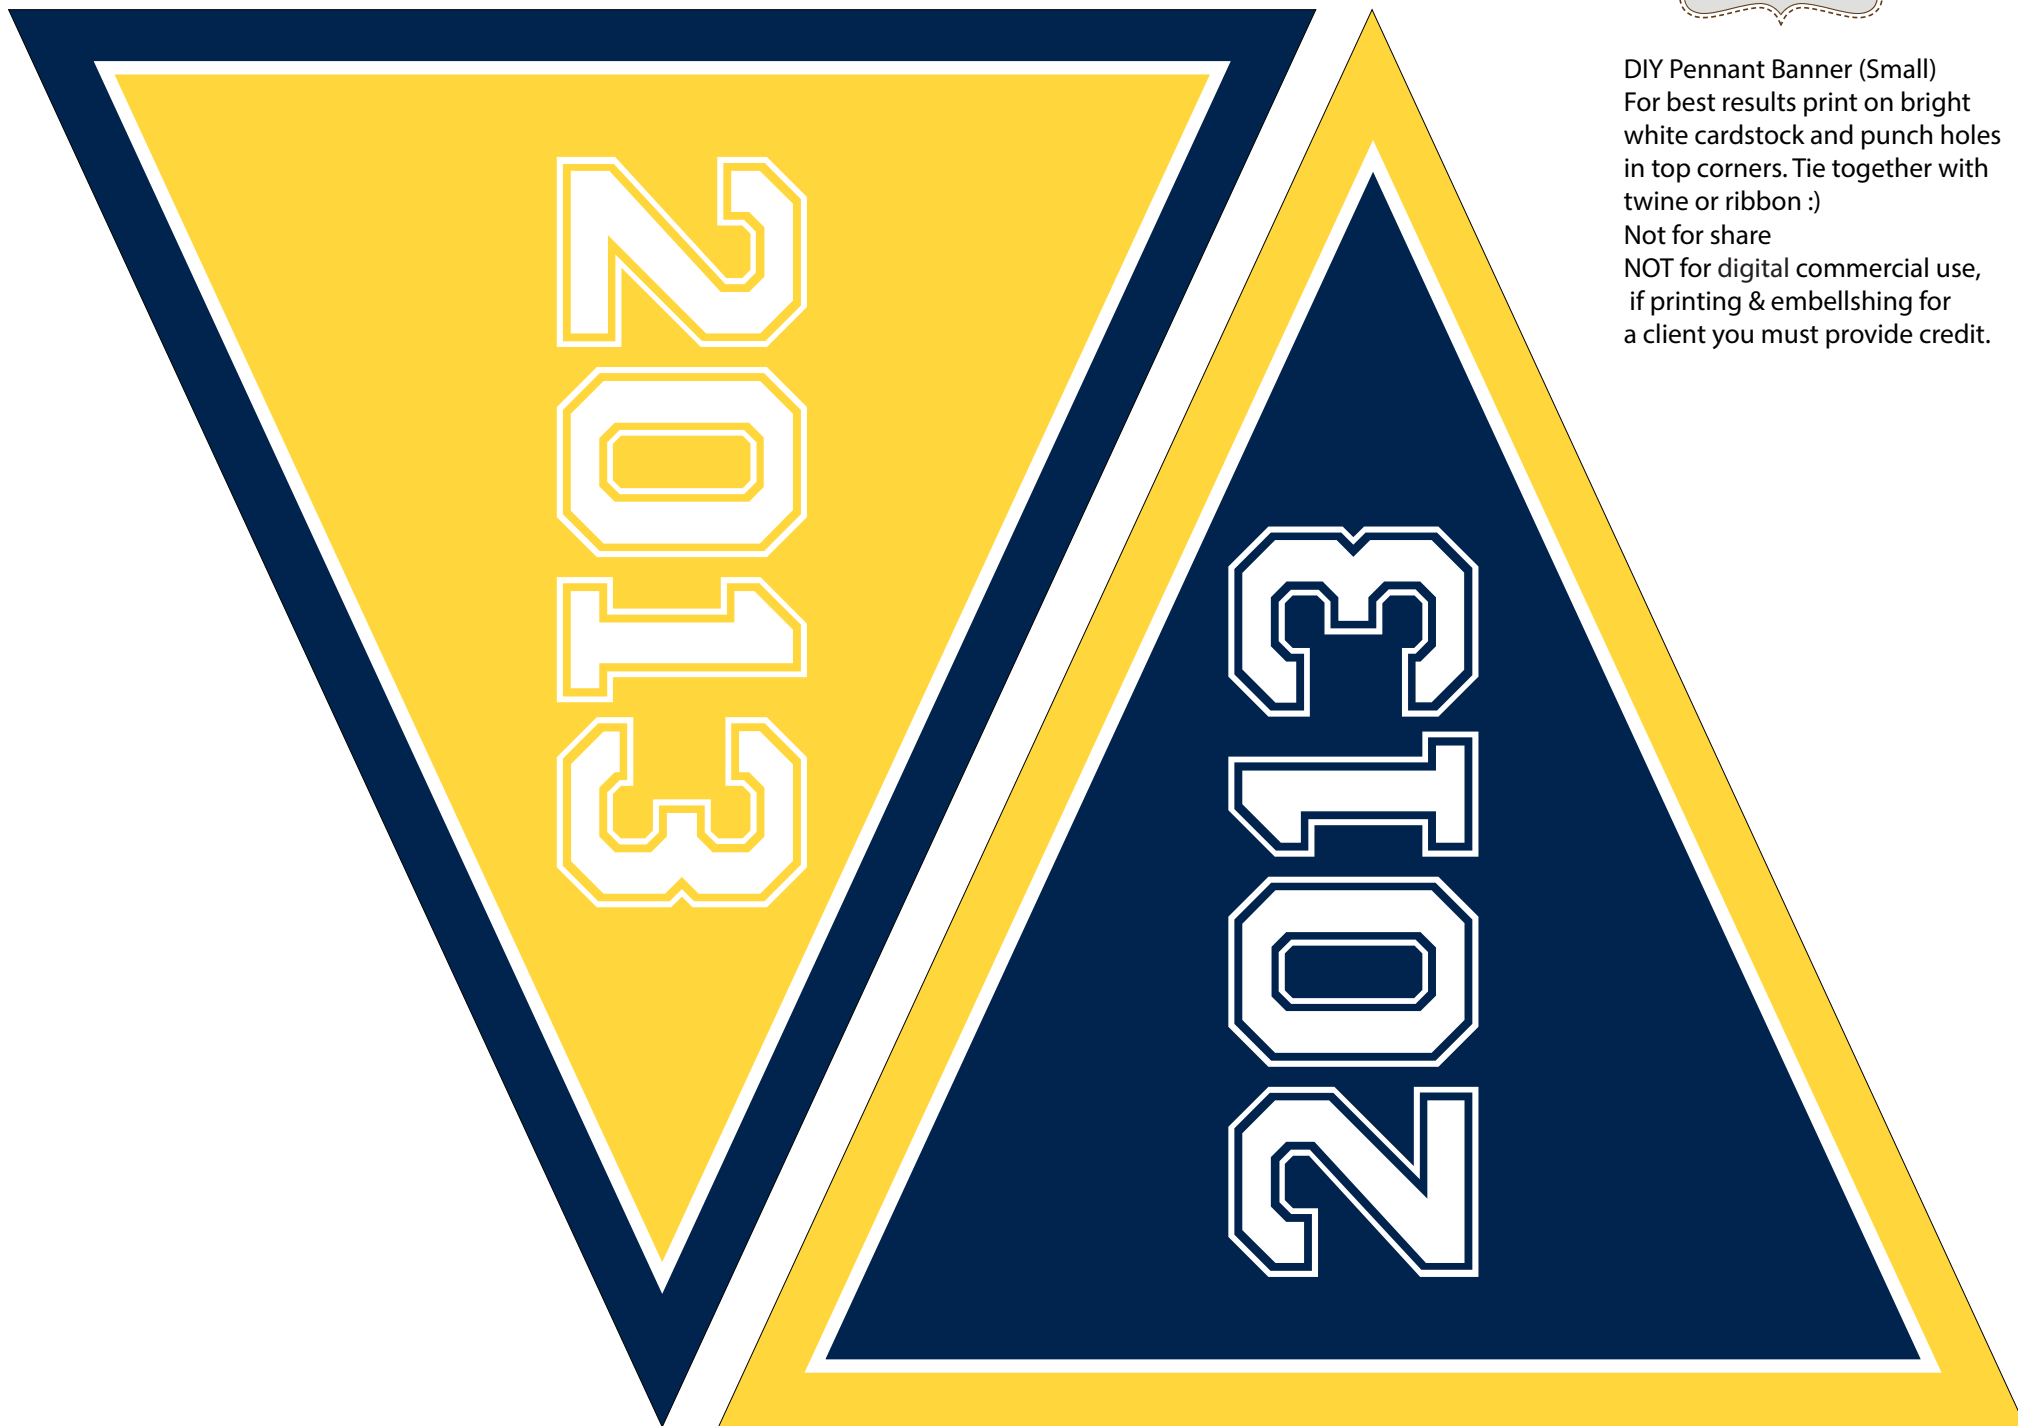 2013
2013
DIY Pennant Banner (Small)
For best results print on bright
white cardstock and punch holes
in top corners. Tie together with
twine or ribbon :)
Not for share
NOT for digital commercial use,
if printing & embellshing for
a client you must provide credit.